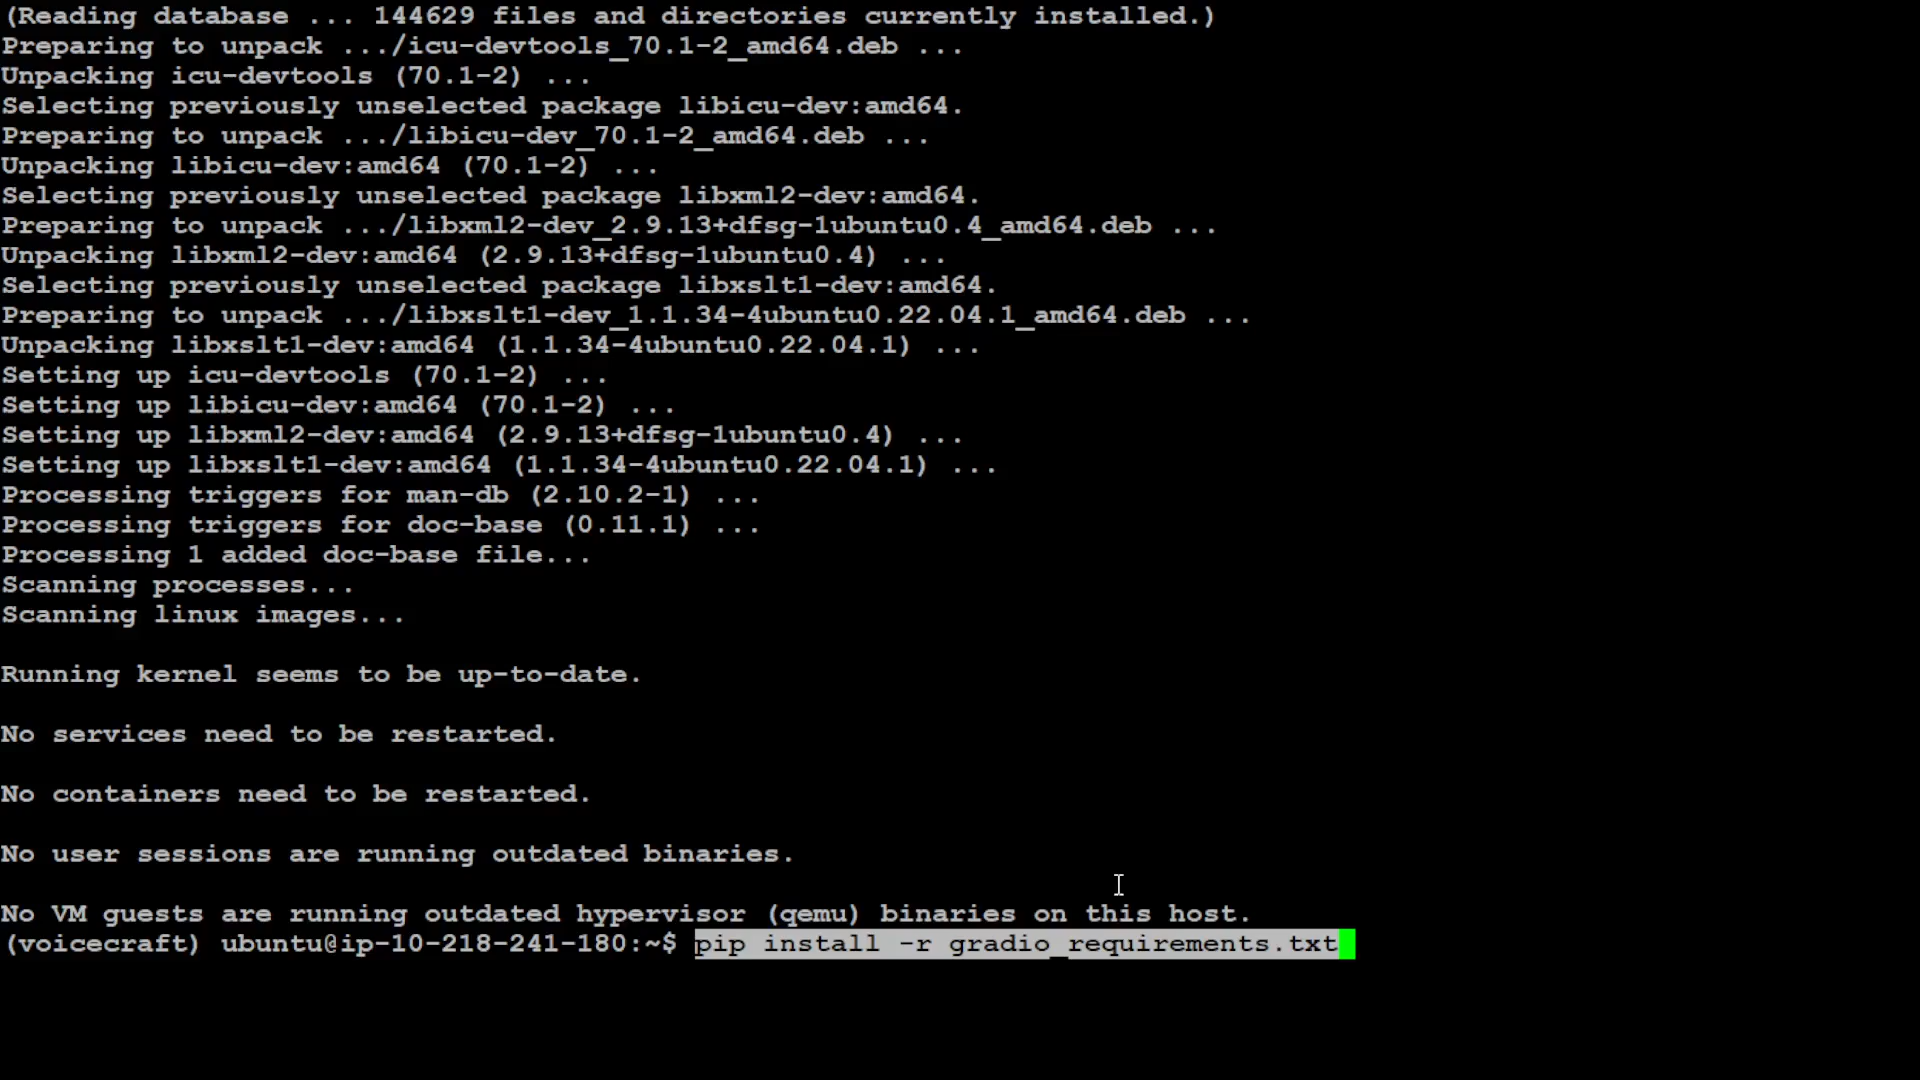 (Reading database ... 144629 files and directories currently installed.)
Preparing to unpack .../icu-devtools_70.1-2_amd64.deb ...
Unpacking icu-devtools (70.1-2) ...
Selecting previously unselected package libicu-dev:amd64.
Preparing to unpack .../libicu-dev_70.1-2_amd64.deb ...
Unpacking libicu-dev:amd64 (70.1-2) ...
Selecting previously unselected package libxml2-dev:amd64.
Preparing to unpack .../libxml2-dev_2.9.13+dfsg-1ubuntu0.4_amd64.deb ...
Unpacking libxml2-dev:amd64 (2.9.13+dfsg-1ubuntu0.4) ...
Selecting previously unselected package libxslt1-dev:amd64.
Preparing to unpack .../libxslt1-dev_1.1.34-4ubuntu0.22.04.1_amd64.deb ...
Unpacking libxslt1-dev:amd64 (1.1.34-4ubuntu0.22.04.1) ...
Setting up icu-devtools (70.1-2) ...
Setting up libicu-dev:amd64 (70.1-2) ...
Setting up libxml2-dev:amd64 (2.9.13+dfsg-1ubuntu0.4) ...
Setting up libxslt1-dev:amd64 (1.1.34-4ubuntu0.22.04.1) ...
Processing triggers for man-db (2.10.2-1) ...
Processing triggers for doc-base (0.11.1) ...
Processing 1 added doc-base file...
Scanning processes...
Scanning linux images...
Running kernel seems to be up-to-date.
No services need to be restarted.
No containers need to be restarted.
No user sessions are running outdated binaries.
No VM guests are running outdated hypervisor (qemu) binaries on this host.
(voicecraft) ubuntu@ip-10-218-241-180:~$ pip install -r gradio_requirements.txt